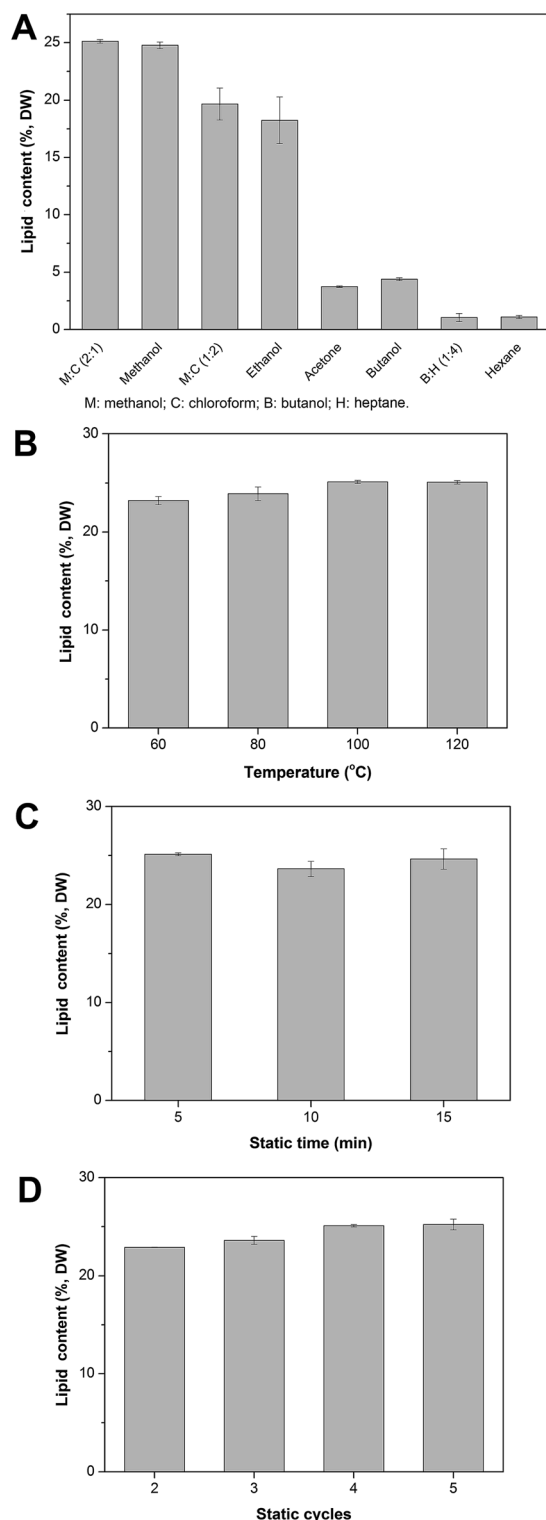 A
Lipid content (%, DW)
25
20
15
10
5
0
M:C (2:1)
Methanol
M:C (1:2)
Ethanol
Acetone
Butanol
B:H (1:4)
Hexane
M: methanol; C: chloroform; B: butanol; H: heptane.
B
Lipid content (%, DW)
30
20
10
0
60
80
100
120
Temperature (°C)
C
Lipid content (%, DW)
30
20
10
0
5
10
15
Static time (min)
D
Lipid content (%, DW)
30
20
10
0
2
3
4
5
Static cycles